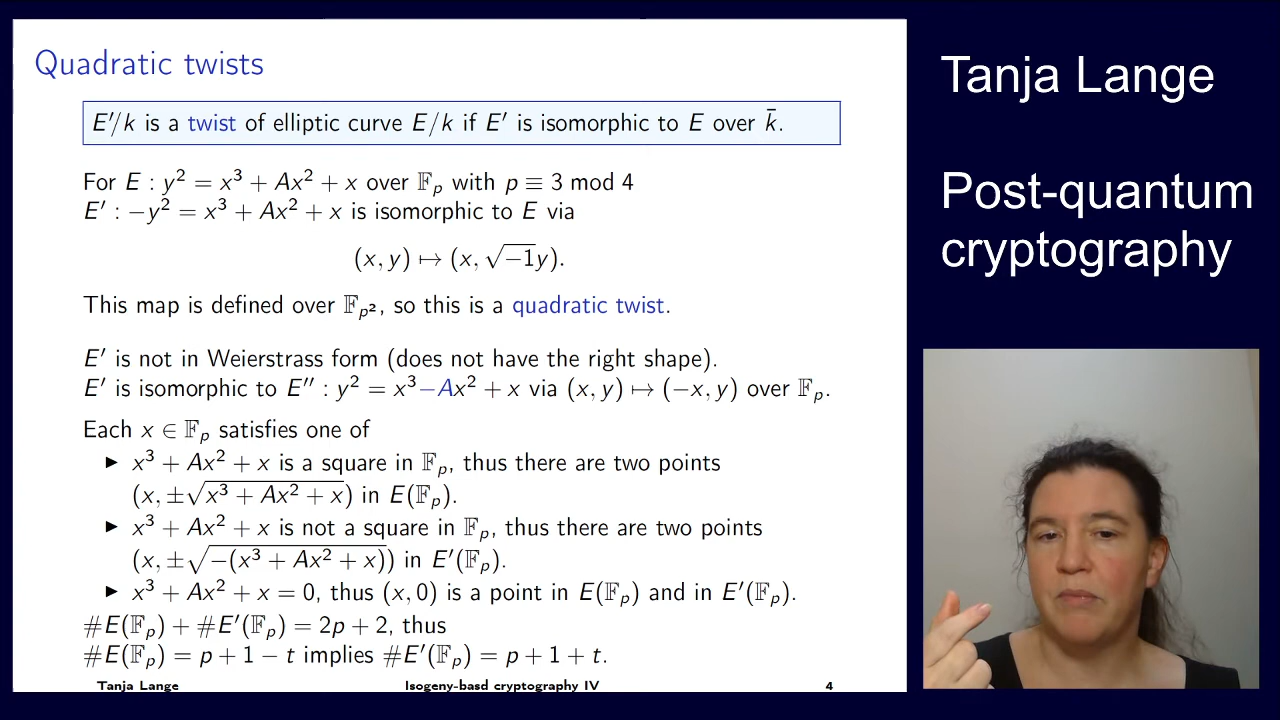 Quadratic twists
E′/k is a twist of elliptic curve E/k if E′ is isomorphic to E over k̄.
For E : y² = x³ + Ax² + x over 𝔽ₚ with p ≡ 3 mod 4
E′ : −y² = x³ + Ax² + x is isomorphic to E via
(x, y) ↦ (x, √−1y).
This map is defined over 𝔽ₚ², so this is a quadratic twist.
E′ is not in Weierstrass form (does not have the right shape).
E′ is isomorphic to E″ : y² = x³−Ax² + x via (x, y) ↦ (−x, y) over 𝔽ₚ.
Each x ∈ 𝔽ₚ satisfies one of
▶ x³ + Ax² + x is a square in 𝔽ₚ, thus there are two points
(x, ±√(x³ + Ax² + x)) in E(𝔽ₚ).
▶ x³ + Ax² + x is not a square in 𝔽ₚ, thus there are two points
(x, ±√(−(x³ + Ax² + x))) in E′(𝔽ₚ).
▶ x³ + Ax² + x = 0, thus (x, 0) is a point in E(𝔽ₚ) and in E′(𝔽ₚ).
#E(𝔽ₚ) + #E′(𝔽ₚ) = 2p + 2, thus
#E(𝔽ₚ) = p + 1 − t implies #E′(𝔽ₚ) = p + 1 + t.
Tanja Lange Isogeny-basd cryptography IV 4
Tanja Lange
Post-quantum
cryptography